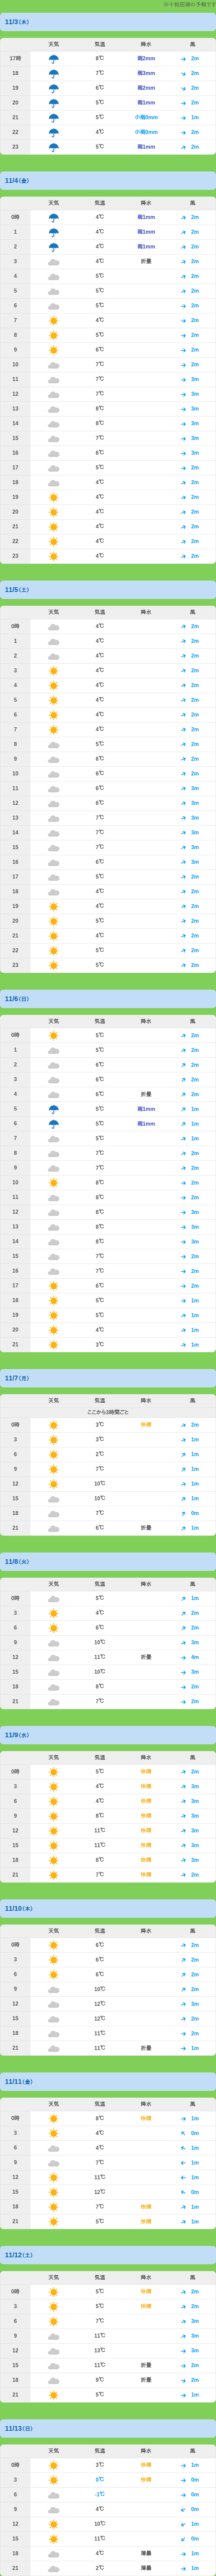 ※十和田湖の予報です
11/3(木)
天気 気温 降水 風
17時 8℃ 雨2mm 2m
18 7℃ 雨3mm 2m
19 6℃ 雨2mm 2m
20 5℃ 雨1mm 2m
21 5℃ 小雨0mm 1m
22 4℃ 小雨0mm 2m
23 5℃ 雨1mm 2m
11/4(金)
天気 気温 降水 風
0時 4℃ 雨1mm 2m
1 4℃ 雨1mm 2m
2 4℃ 雨1mm 2m
3 4℃ 折畳 2m
4 5℃ 2m
5 5℃ 2m
6 5℃ 2m
7 4℃ 2m
8 5℃ 2m
9 6℃ 2m
10 7℃ 2m
11 7℃ 3m
12 7℃ 3m
13 8℃ 3m
14 8℃ 3m
15 7℃ 3m
16 6℃ 3m
17 5℃ 2m
18 4℃ 2m
19 4℃ 2m
20 4℃ 2m
21 4℃ 2m
22 4℃ 2m
23 4℃ 2m
11/5(土)
天気 気温 降水 風
0時 4℃ 2m
1 4℃ 2m
2 4℃ 2m
3 4℃ 2m
4 4℃ 2m
5 4℃ 2m
6 4℃ 2m
7 4℃ 2m
8 5℃ 2m
9 6℃ 2m
10 6℃ 2m
11 6℃ 3m
12 6℃ 3m
13 7℃ 3m
14 7℃ 3m
15 7℃ 3m
16 6℃ 3m
17 5℃ 2m
18 4℃ 2m
19 4℃ 2m
20 5℃ 2m
21 4℃ 2m
22 5℃ 2m
23 5℃ 2m
11/6(日)
天気 気温 降水 風
0時 5℃ 2m
1 5℃ 2m
2 6℃ 2m
3 6℃ 2m
4 6℃ 折畳 2m
5 5℃ 雨1mm 1m
6 5℃ 雨1mm 1m
7 5℃ 1m
8 7℃ 2m
9 7℃ 2m
10 8℃ 2m
11 8℃ 2m
12 8℃ 3m
13 8℃ 3m
14 8℃ 3m
15 7℃ 2m
16 7℃ 2m
17 6℃ 2m
18 5℃ 1m
19 5℃ 1m
20 4℃ 1m
21 3℃ 1m
11/7(月)
天気 気温 降水 風
ここから3時間ごと
0時 3℃ 快晴 2m
3 3℃ 1m
6 2℃ 1m
9 7℃ 1m
12 10℃ 1m
15 10℃ 1m
18 7℃ 0m
21 6℃ 折畳 1m
11/8(火)
天気 気温 降水 風
0時 5℃ 1m
3 4℃ 2m
6 6℃ 2m
9 10℃ 3m
12 11℃ 折畳 4m
15 10℃ 3m
18 8℃ 2m
21 7℃ 2m
11/9(水)
天気 気温 降水 風
0時 5℃ 快晴 2m
3 4℃ 快晴 3m
6 4℃ 快晴 3m
9 8℃ 快晴 3m
12 11℃ 快晴 3m
15 11℃ 快晴 3m
18 8℃ 快晴 3m
21 7℃ 快晴 2m
11/10(木)
天気 気温 降水 風
0時 6℃ 2m
3 6℃ 2m
6 6℃ 2m
9 10℃ 2m
12 12℃ 3m
15 12℃ 2m
18 11℃ 2m
21 11℃ 折畳 1m
11/11(金)
天気 気温 降水 風
0時 8℃ 快晴 1m
3 4℃ 0m
6 4℃ 1m
9 7℃ 1m
12 11℃ 1m
15 12℃ 0m
18 7℃ 快晴 1m
21 5℃ 快晴 1m
11/12(土)
天気 気温 降水 風
0時 5℃ 快晴 2m
3 5℃ 快晴 2m
6 7℃ 3m
9 11℃ 3m
12 13℃ 3m
15 11℃ 折畳 2m
18 9℃ 折畳 2m
21 5℃ 1m
11/13(日)
天気 気温 降水 風
0時 3℃ 快晴 1m
3 0℃ 快晴 0m
6 -1℃ 0m
9 4℃ 0m
12 10℃ 1m
15 11℃ 0m
18 4℃ 薄曇 1m
21 2℃ 薄曇 1m